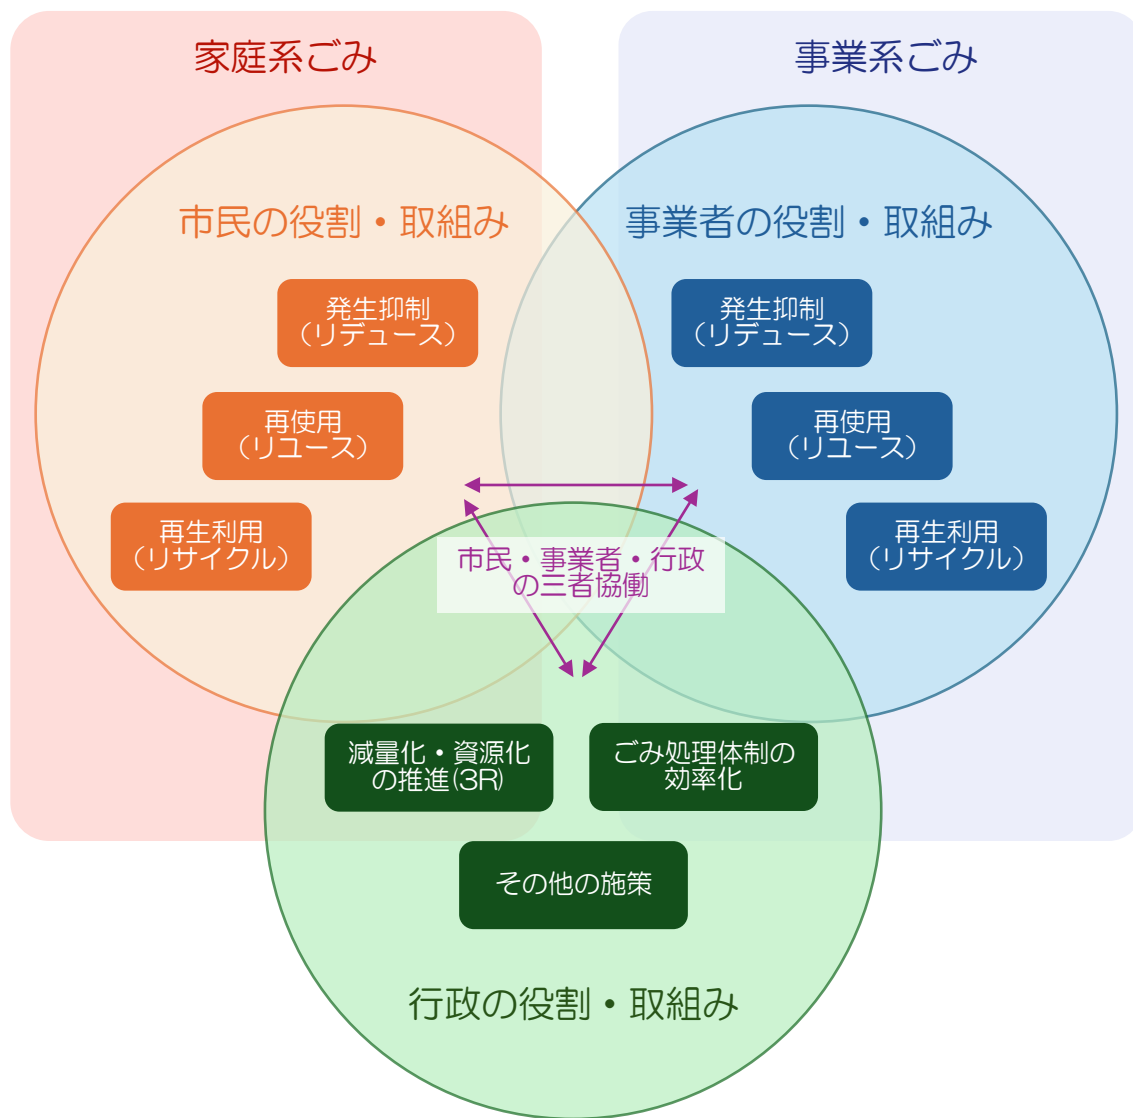 家庭系ごみ
事業系ごみ
市民の役割・取組み
事業者の役割・取組み
発生抑制
（リデュース）
再使用
（リユース）
再生利用
（リサイクル）
発生抑制
（リデュース）
再使用
（リユース）
再生利用
（リサイクル）
市民・事業者・行政
の三者協働
減量化・資源化
の推進(3R)
ごみ処理体制の
効率化
その他の施策
行政の役割・取組み